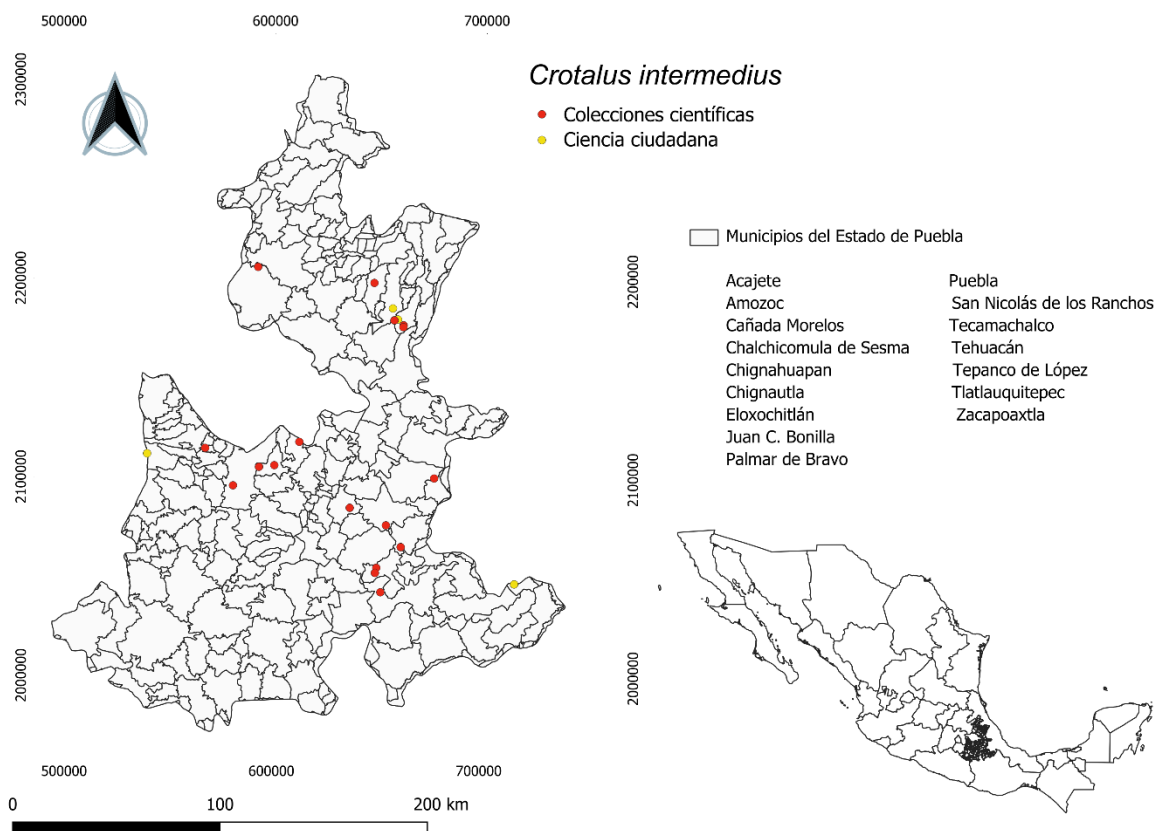 500000 600000 700000
2300000
2200000
2100000
2000000
Crotalus intermedius
Colecciones científicas
Ciencia ciudadana
Municipios del Estado de Puebla
Acajete
Amozoc
Cañada Morelos
Chalchicomula de Sesma
Chignahuapan
Chignautla
Eloxochitlán
Juan C. Bonilla
Palmar de Bravo
Puebla
San Nicolás de los Ranchos
Tecamachalco
Tehuacán
Tepanco de López
Tlatlauquitepec
Zacapoaxtla
2200000
2100000
2000000
500000 600000 700000
0 100 200 km